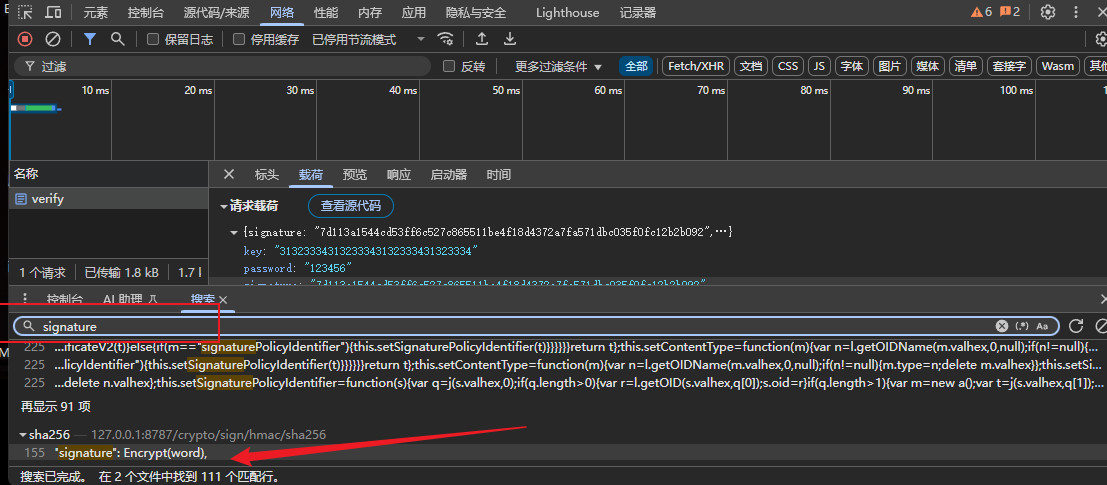 元素 控制台 源代码/来源 网络 性能 内存 应用 隐私与安全 Lighthouse 记录器 6 2
保留日志 停用缓存 已停用节流模式
过滤 反转 更多过滤条件 全部 Fetch/XHR 文档 CSS JS 字体 图片 媒体 清单 套接字 Wasm
10 ms 20 ms 30 ms 40 ms 50 ms 60 ms 70 ms 80 ms 90 ms 100 ms
名称 标头 载荷 预览 响应 启动器 时间
verify
请求载荷 查看源代码
{signature: "7d113a1544cd53ff6c527c865511be4f18d4372a7fa571dbc035f0fc12b2b092",…}
key: "31323334313233343132333431323334"
password: "123456"
signature: "7d113a1544cd53ff6c527c865511be4f18d4372a7fa571dbc035f0fc12b2b092"
1 个请求 已传输 1.8 kB 1.7 l
控制台 AI 助理 搜索
signature (.*) Aa
225 …ificateV2(t)}else{if(m=="signaturePolicyIdentifier"){this.setSignaturePolicyIdentifier(t)}}}}}}}return t};this.setContentType=function(m){var n=l.getOIDName(m.valhex,0,null);if(n!=null){…
225 …licyIdentifier"){this.setSignaturePolicyIdentifier(t)}}}}}}}return t};this.setContentType=function(m){var n=l.getOIDName(m.valhex,0,null);if(n!=null){m.type=n;delete m.valhex}};this.setSi…
225 …delete n.valhex};this.setSignaturePolicyIdentifier=function(s){var q=j(s.valhex,0);if(q.length>0){var r=l.getOID(s.valhex,q[0]);s.oid=r}if(q.length>1){var m=new a();var t=j(s.valhex,q[1]);…
再显示 91 项
sha256 — 127.0.0.1:8787/crypto/sign/hmac/sha256
155 "signature": Encrypt(word),
搜索已完成。 在 2 个文件中找到 111 个匹配行。